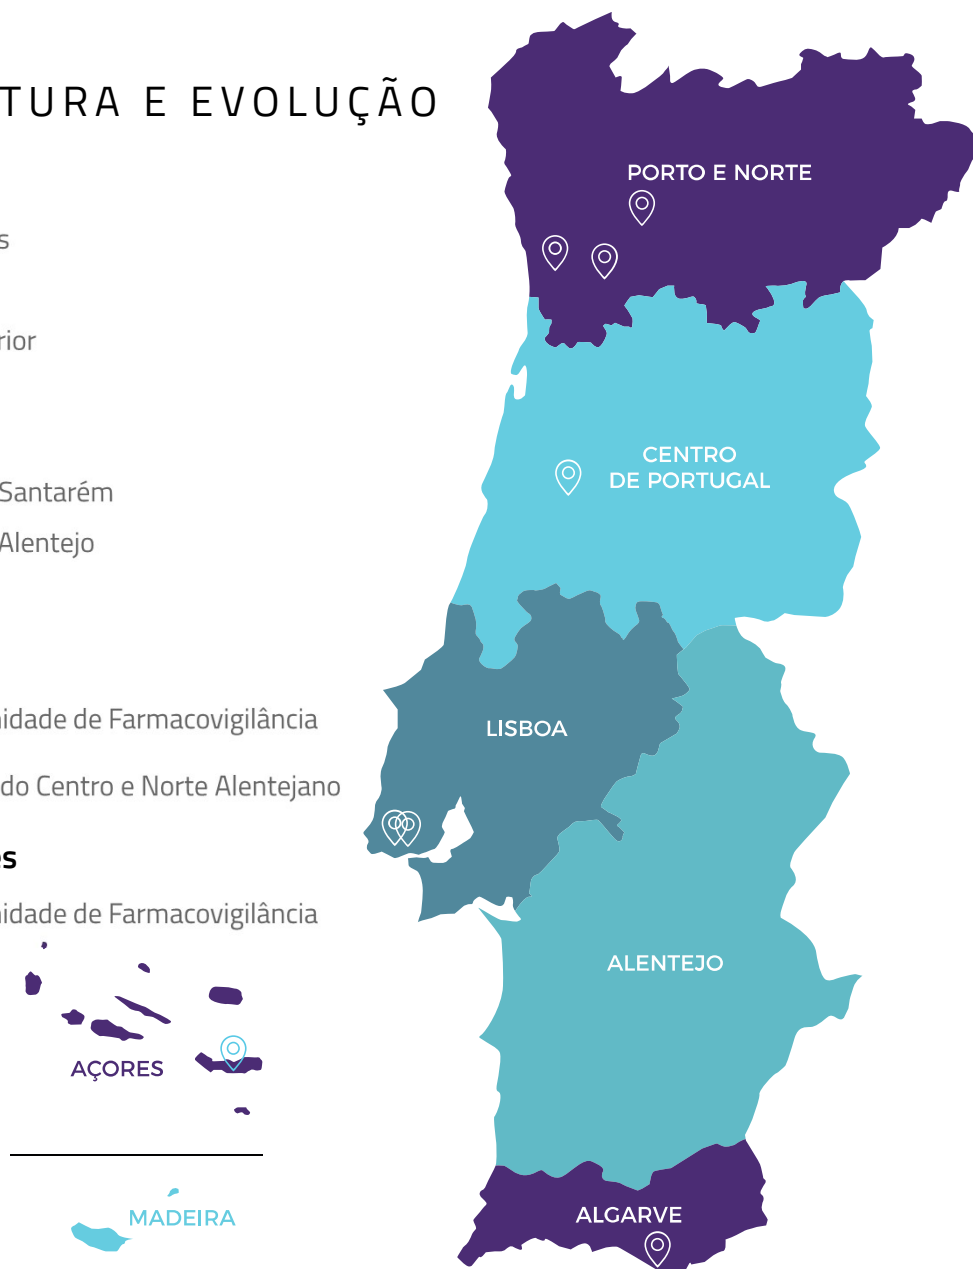 TURA E EVOLUÇÃO
s
rior
Santarém
Alentejo
idade de Farmacovigilância
do Centro e Norte Alentejano
es
idade de Farmacovigilância
PORTO E NORTE
CENTRO
DE PORTUGAL
LISBOA
ALENTEJO
AÇORES
MADEIRA
ALGARVE